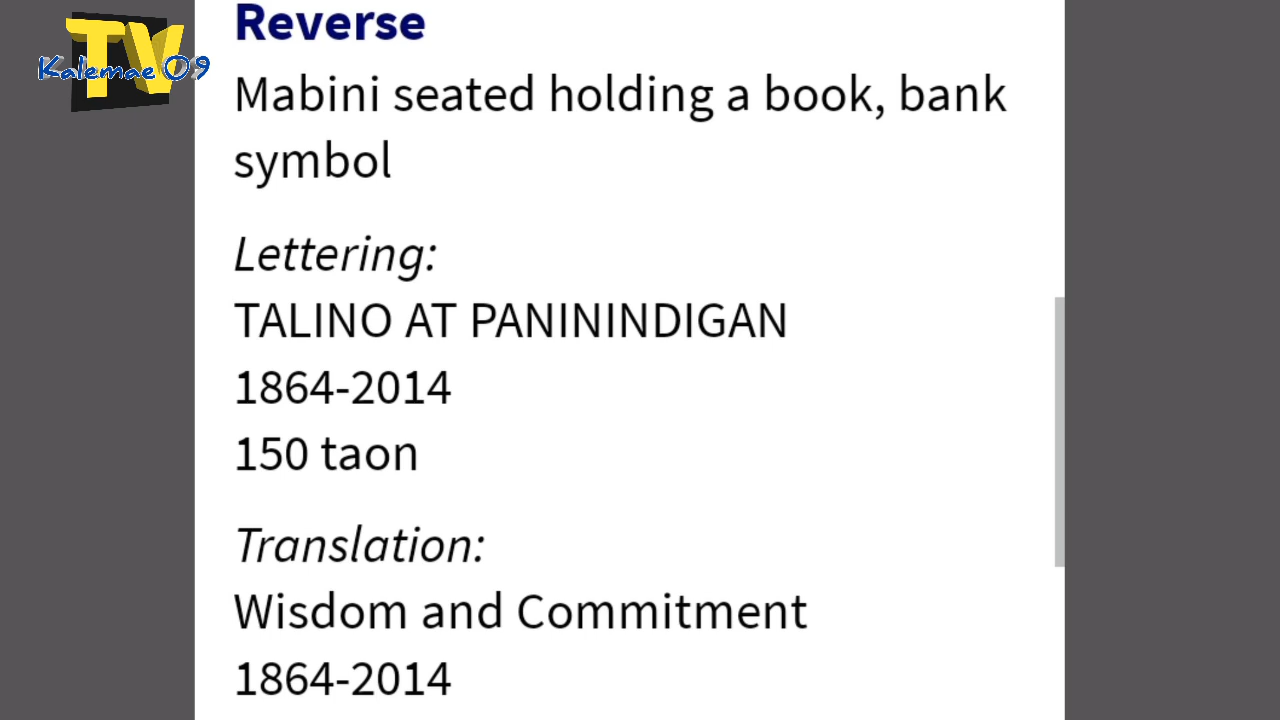 TV
Kalemae 09
Reverse
Mabini seated holding a book, bank
symbol
Lettering:
TALINO AT PANININDIGAN
1864-2014
150 taon
Translation:
Wisdom and Commitment
1864-2014